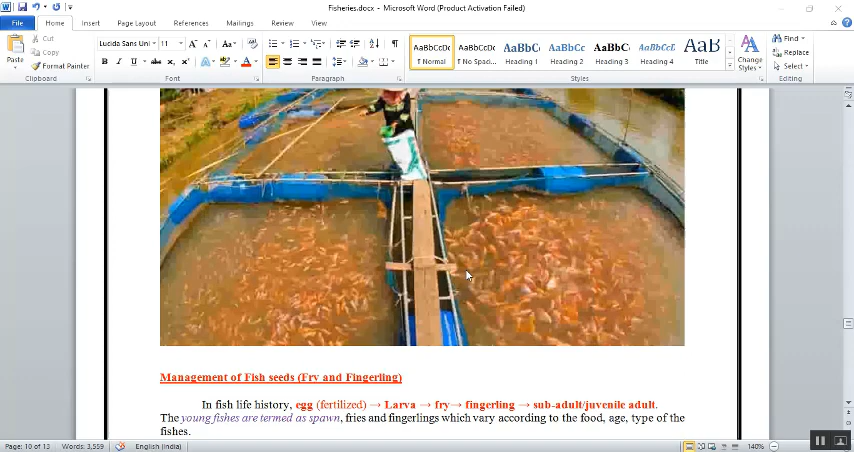 Fisheries.docx - Microsoft Word (Product Activation Failed)
File Home Insert Page Layout References Mailings Review View
Paste
Cut
Copy
Format Painter
Clipboard
Lucida Sans Uni 11
Font
Paragraph
AaBbCcDc AaBbCcDc AaBbC AaBbCc AaBbC AaBbCcL AaB
¶ Normal ¶ No Spaci... Heading 1 Heading 2 Heading 3 Heading 4 Title
Change Styles
Styles
Find
Replace
Select
Editing
Management of Fish seeds (Fry and Fingerling)
In fish life history, egg (fertilized) → Larva → fry→ fingerling → sub-adult/juvenile adult.
The young fishes are termed as spawn, fries and fingerlings which vary according to the food, age, type of the
fishes.
Page: 10 of 13 Words: 3,559 English (India) 140%